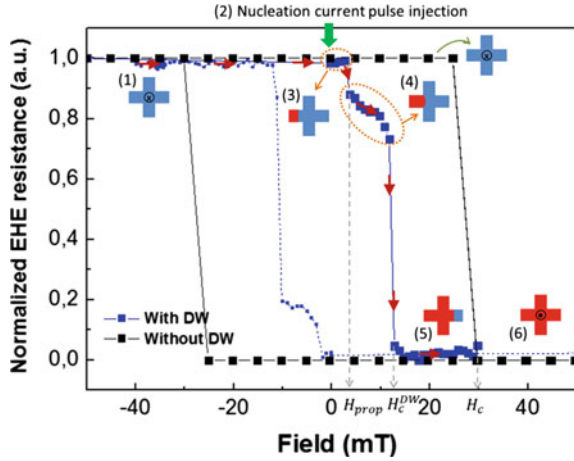 (2) Nucleation current pulse injection
Normalized EHE resistance (a.u.)
1,0
0,8
0,6
0,4
0,2
0,0
(1)
(3)
(4)
(5)
(6)
With DW
Without DW
-40
-20
0
20
40
H_prop
H_c^DW
H_c
Field (mT)